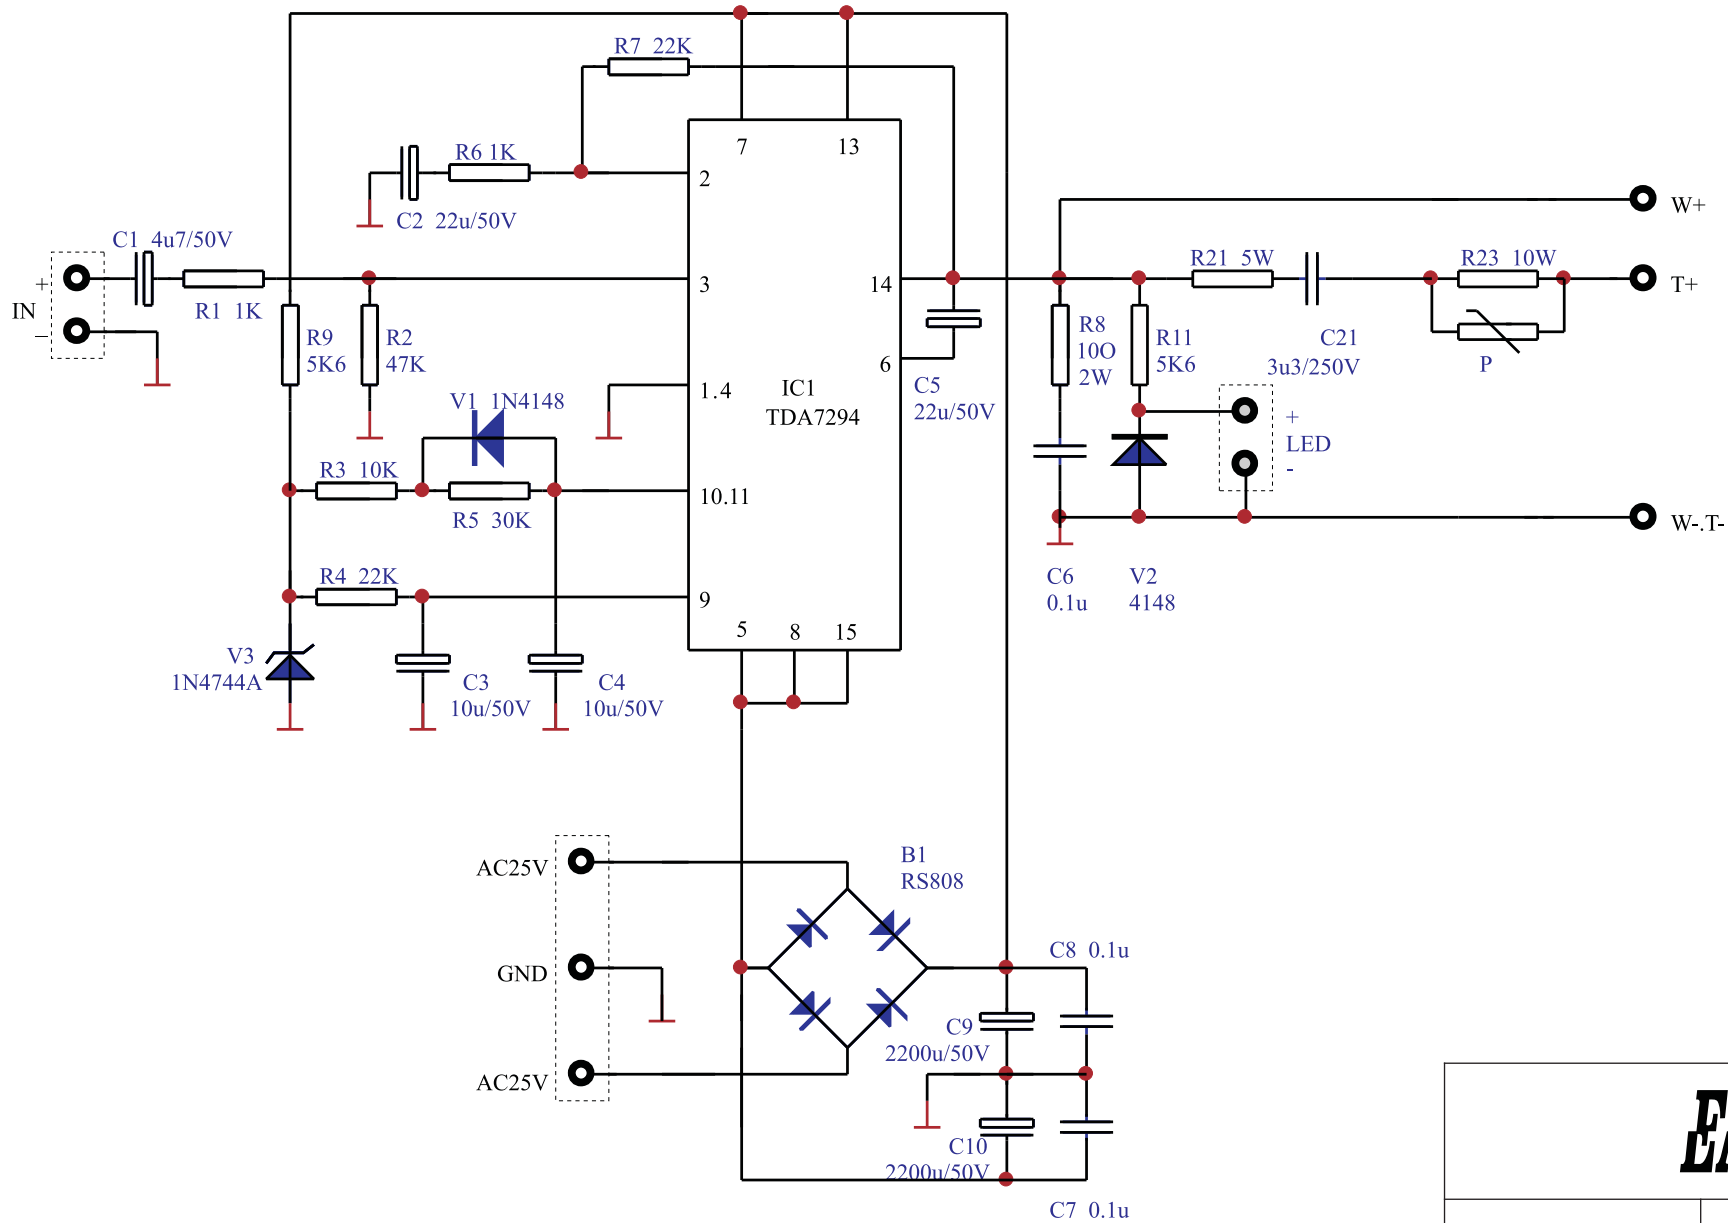 R7 22K
7
13
R6 1K
2
C2 22u/50V
W+
C1 4u7/50V
+
IN
–
R1 1K
3
14
R21 5W
R23 10W
T+
R9
5K6
R2
47K
R8
10O
2W
R11
5K6
C21
3u3/250V
P
6
C5
22u/50V
1.4
IC1
TDA7294
V1 1N4148
+
LED
-
R3 10K
R5 30K
10.11
W-.T-
R4 22K
9
C6
0.1u
V2
4148
5
8
15
V3
1N4744A
C3
10u/50V
C4
10u/50V
AC25V
B1
RS808
GND
C8 0.1u
C9
2200u/50V
AC25V
C10
2200u/50V
C7 0.1u